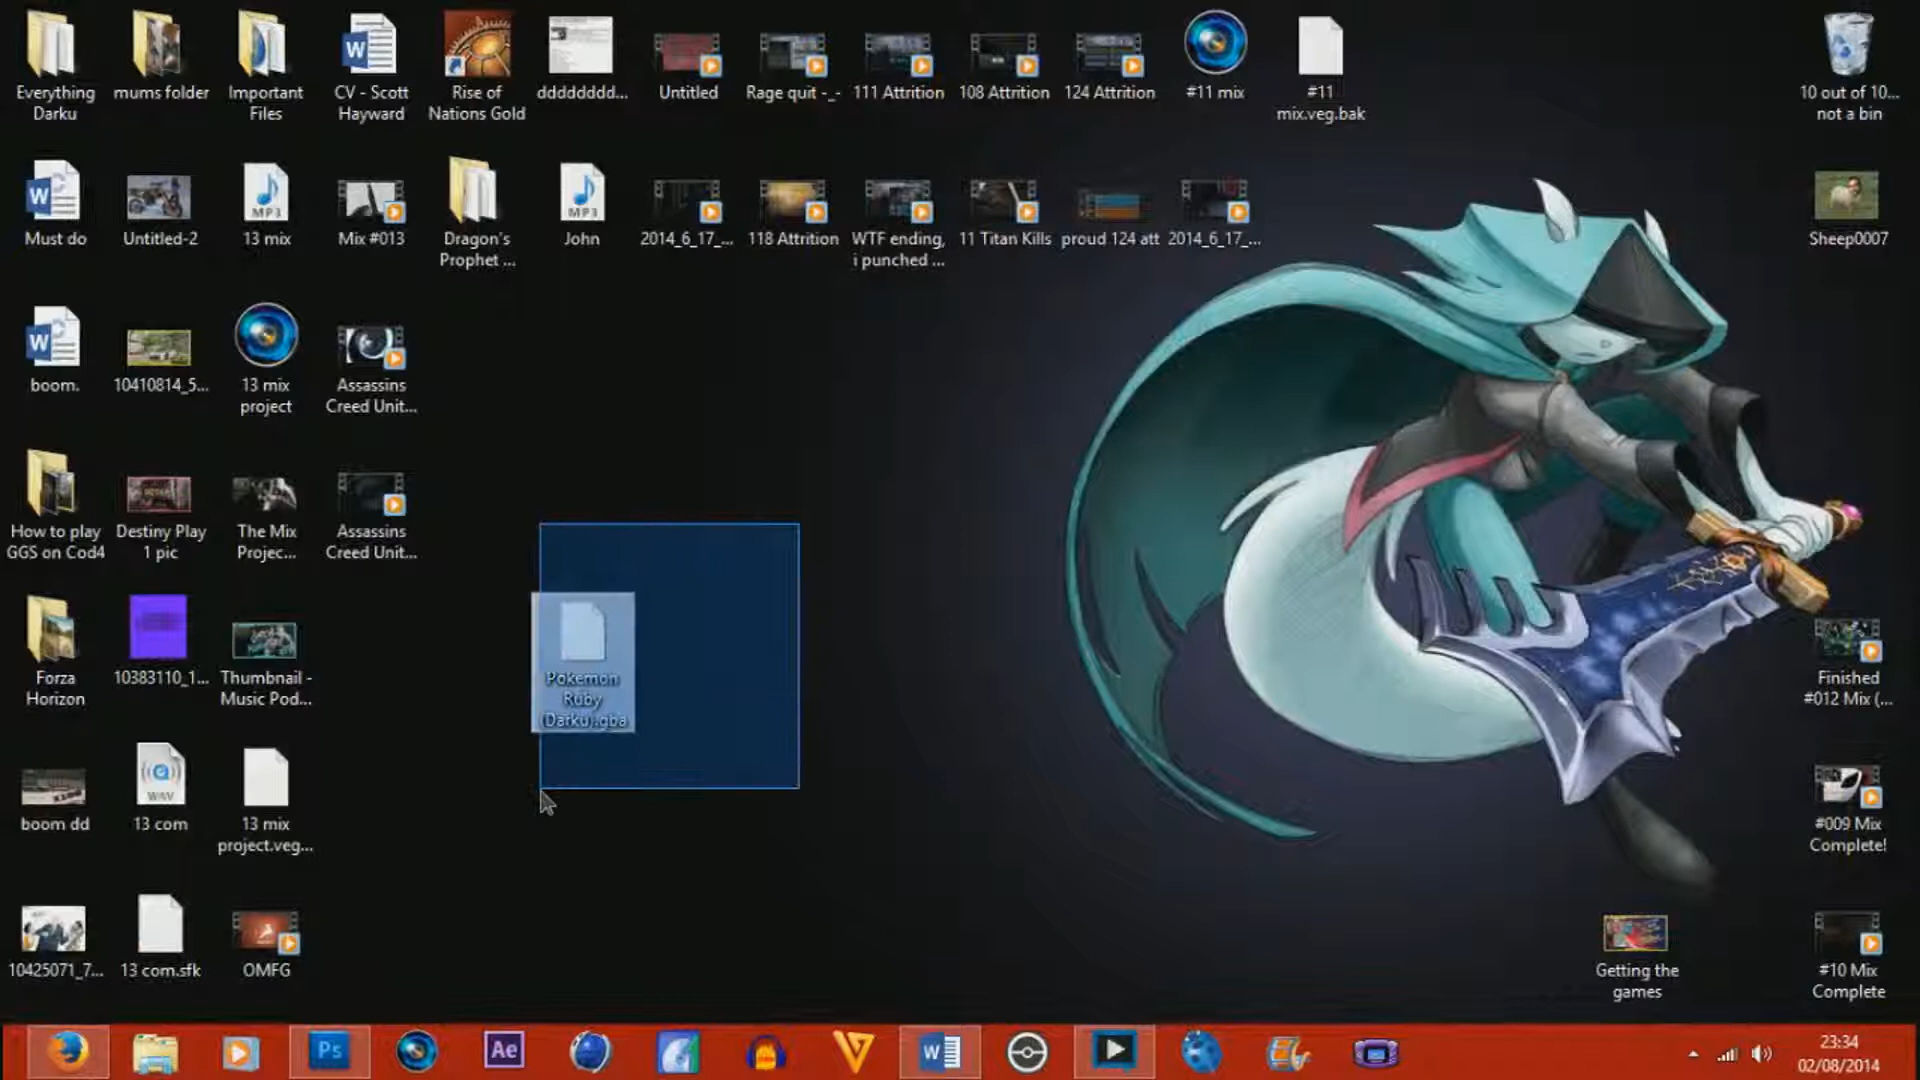 Everything
Darku
mums folder
Important
Files
CV - Scott
Hayward
Rise of
Nations Gold
ddddddddd...
Untitled
Rage quit -_-
111 Attrition
108 Attrition
124 Attrition
#11 mix
#11
mix.veg.bak
10 out of 10...
not a bin
Must do
Untitled-2
MP3
13 mix
Mix #013
Dragon's
Prophet ...
MP3
John
2014_6_17_...
118 Attrition
WTF ending,
i punched ...
11 Titan Kills
proud 124 att
2014_6_17_...
Sheep0007
boom.
10410814_5...
13 mix
project
Assassins
Creed Unit...
How to play
GGS on Cod4
Destiny Play
1 pic
The Mix
Projec...
Assassins
Creed Unit...
Forza
Horizon
10383110_1...
Thumbnail -
Music Pod...
Pokemon
Ruby
(Darku).gba
Finished
#012 Mix (...
boom dd
WAV
13 com
13 mix
project.veg...
#009 Mix
Complete!
10425071_7...
13 com.sfk
OMFG
Getting the
games
#10 Mix
Complete
Ps
Ae
W
23:34
02/08/2014